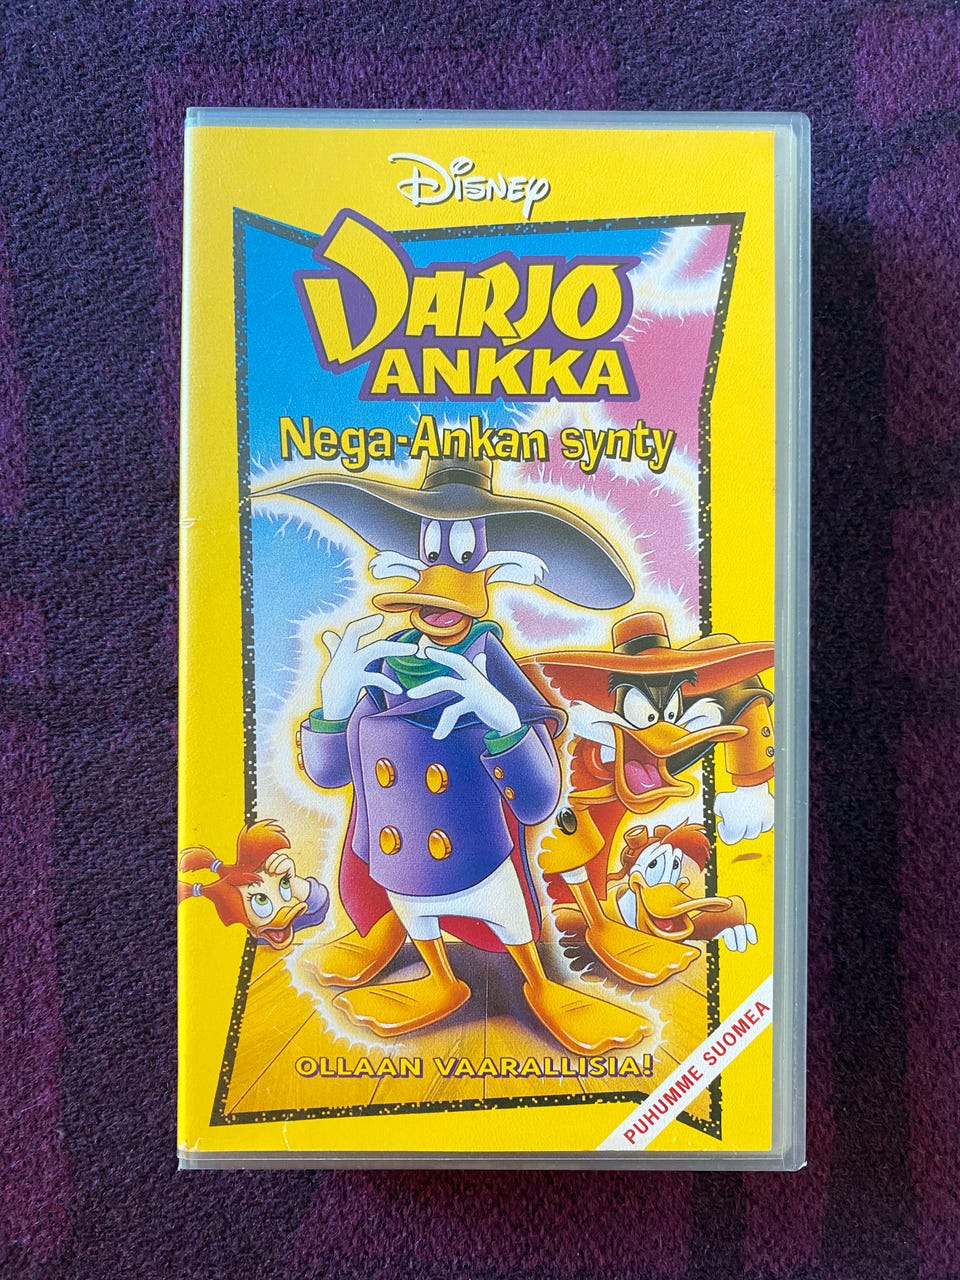 Disney
DARJO
ANKKA
Nega-Ankan synty
OLLAAN VAARALLISIA!
PUHUMME SUOMEA